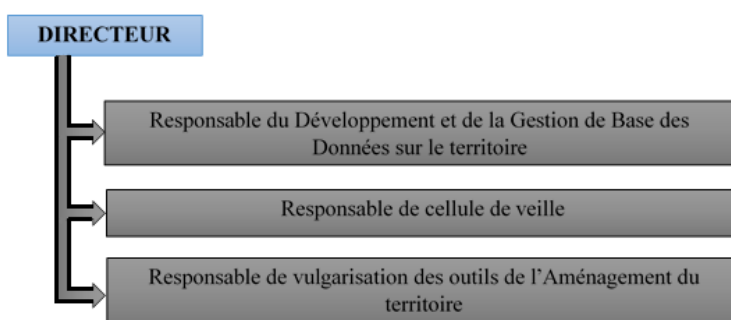 DIRECTEUR
Responsable du Développement et de la Gestion de Base des
Données sur le territoire
Responsable de cellule de veille
Responsable de vulgarisation des outils de l’Aménagement du
territoire